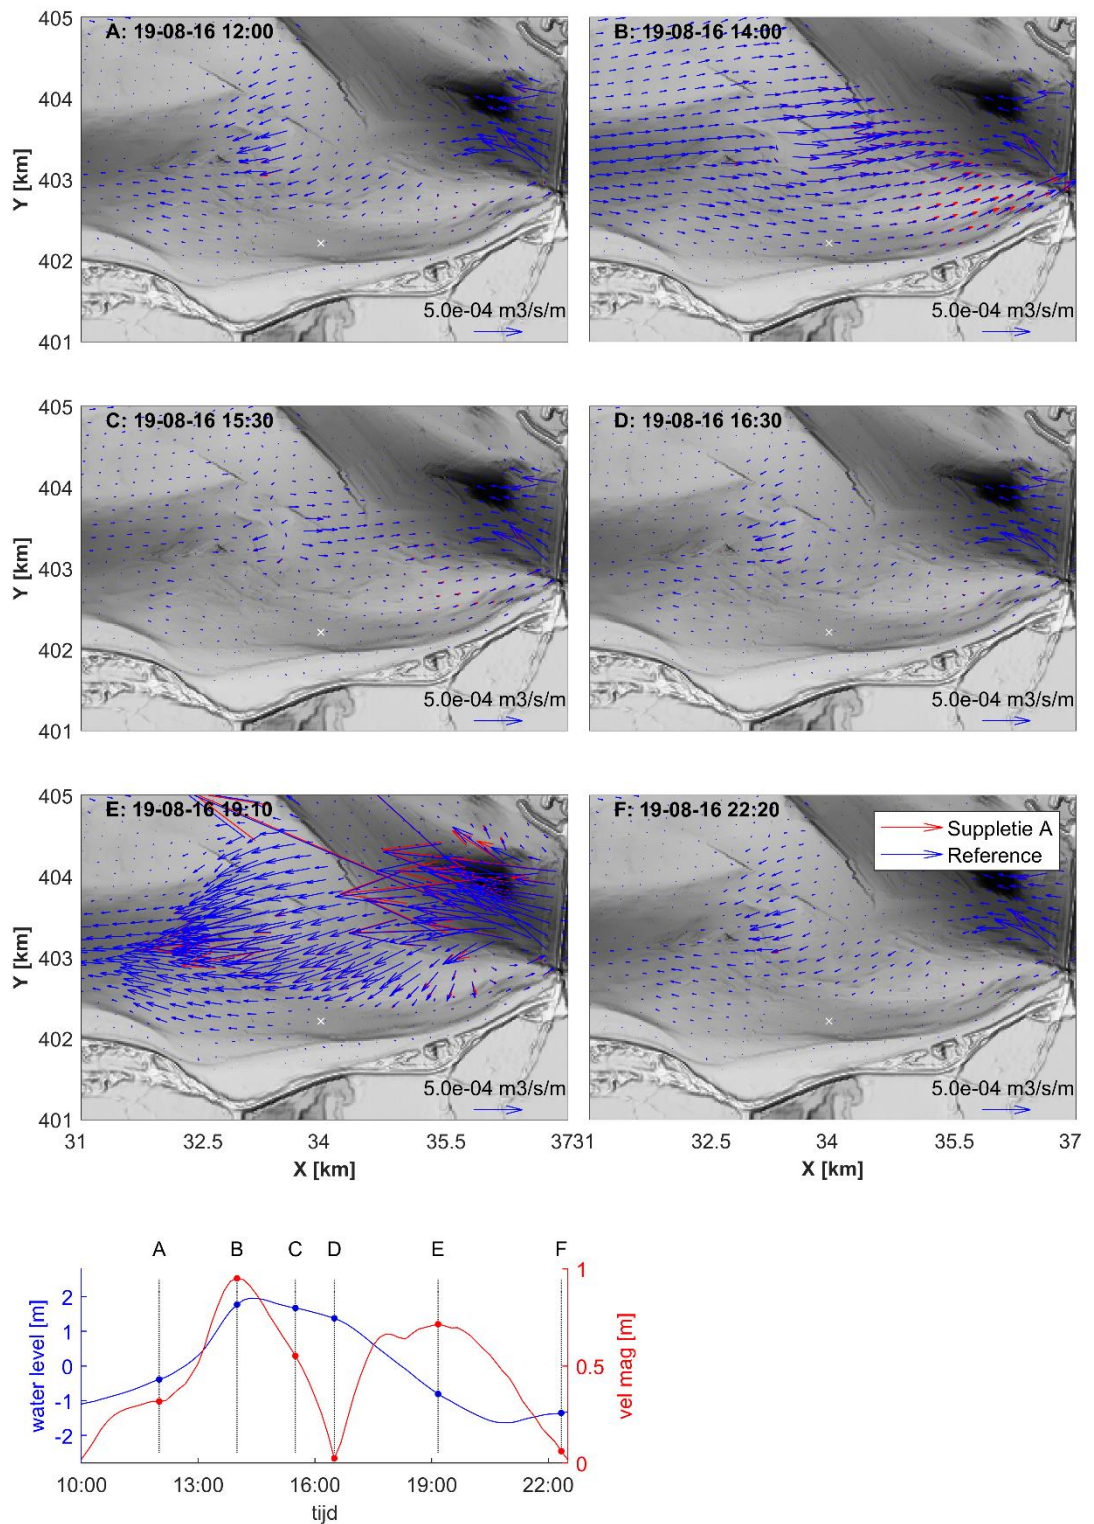 405
A: 19-08-16 12:00
B: 19-08-16 14:00
404
Y [km]
403
402
5.0e-04 m3/s/m
5.0e-04 m3/s/m
401
405
C: 19-08-16 15:30
D: 19-08-16 16:30
404
Y [km]
403
402
5.0e-04 m3/s/m
5.0e-04 m3/s/m
401
405
E: 19-08-16 19:10
F: 19-08-16 22:20
Suppletie A
Reference
404
Y [km]
403
402
5.0e-04 m3/s/m
5.0e-04 m3/s/m
401
31 32.5 34 35.5 37 31 32.5 34 35.5 37
X [km] X [km]
A B C D E F
water level [m]
2
1
0
-1
-2
1
0.5
0
vel mag [m]
10:00 13:00 16:00 19:00 22:00
tijd